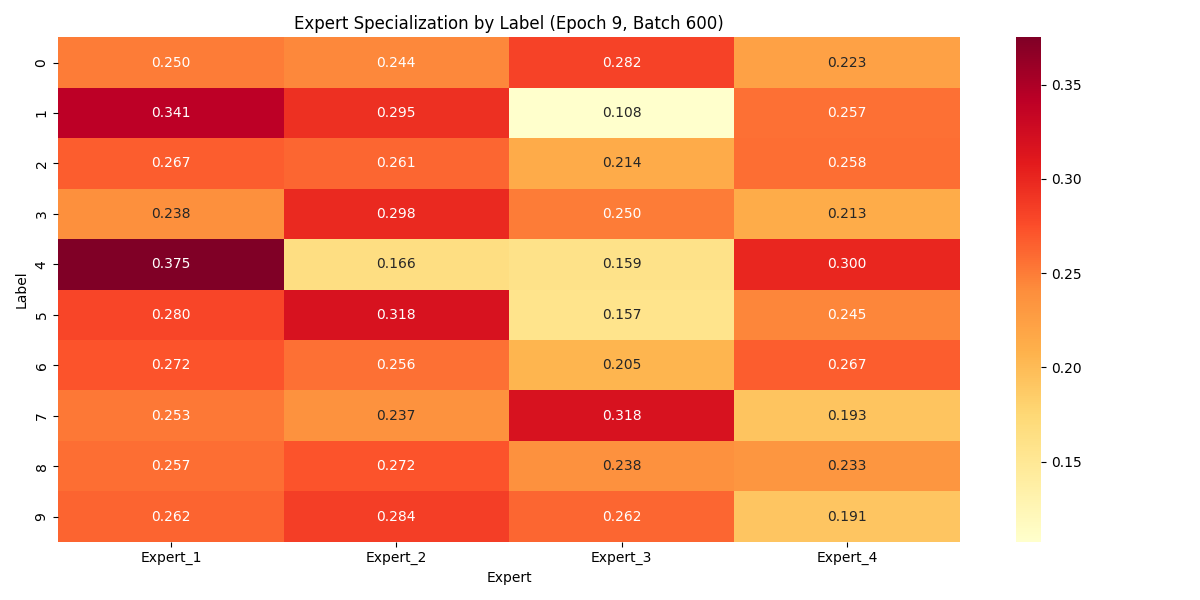 Expert Specialization by Label (Epoch 9, Batch 600)
0 0.250 0.244 0.282 0.223
1 0.341 0.295 0.108 0.257
2 0.267 0.261 0.214 0.258
3 0.238 0.298 0.250 0.213
4 0.375 0.166 0.159 0.300
5 0.280 0.318 0.157 0.245
6 0.272 0.256 0.205 0.267
7 0.253 0.237 0.318 0.193
8 0.257 0.272 0.238 0.233
9 0.262 0.284 0.262 0.191
Label
Expert_1 Expert_2 Expert_3 Expert_4
Expert
0.35
0.30
0.25
0.20
0.15